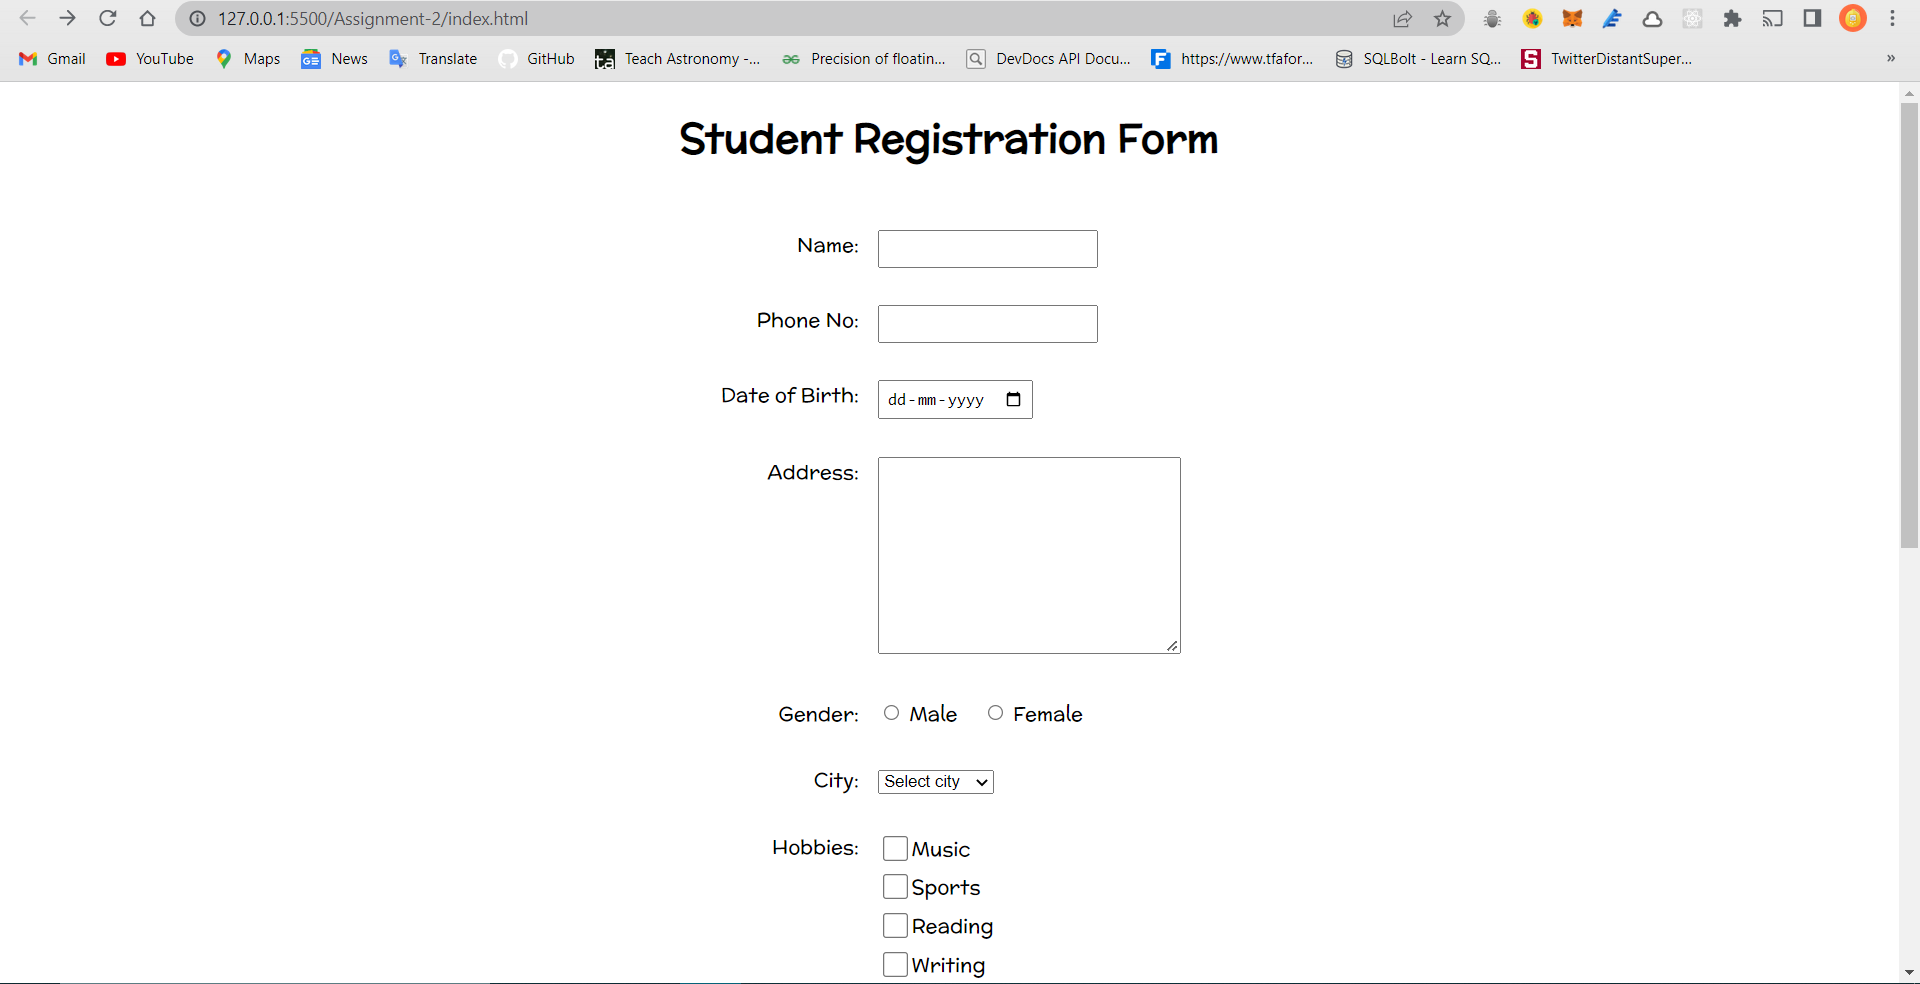 127.0.0.1:5500/Assignment-2/index.html
Gmail YouTube Maps News Translate GitHub Teach Astronomy -... Precision of floatin... DevDocs API Docu... https://www.tfafor... SQLBolt - Learn SQ... TwitterDistantSuper... »
Student Registration Form
Name:
Phone No:
Date of Birth: dd-mm-yyyy
Address:
Gender: Male Female
City: Select city
Hobbies: Music
Sports
Reading
Writing